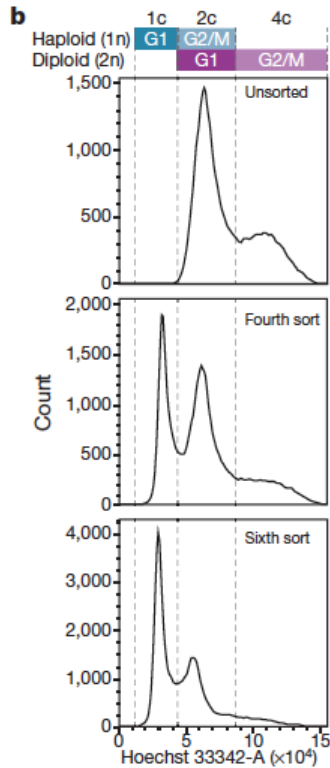 b
1c 2c 4c
Haploid (1n) G1 G2/M
Diploid (2n) G1 G2/M
Unsorted
1,500
1,000
500
0
Fourth sort
2,000
1,500
1,000
500
0
Sixth sort
4,000
3,000
2,000
1,000
0
Count
0 5 10 15
Hoechst 33342-A (×10⁴)